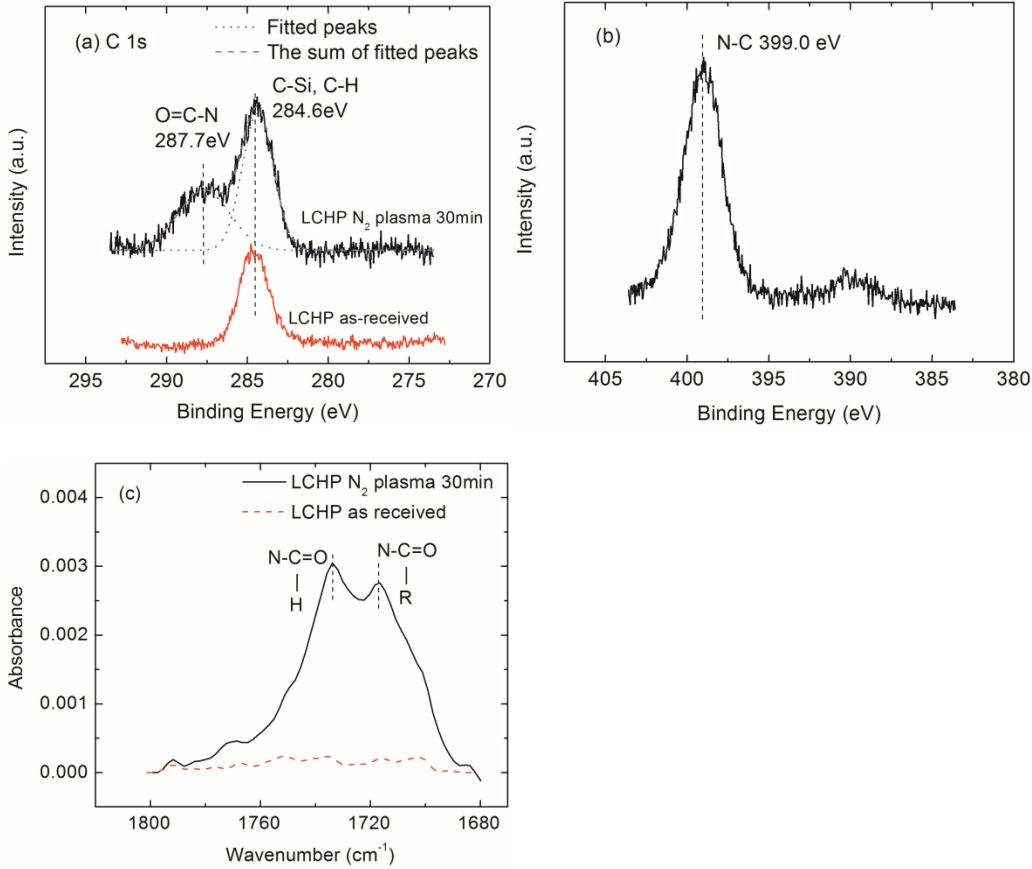 (a) C 1s
Fitted peaks
The sum of fitted peaks
C-Si, C-H
284.6eV
O=C-N
287.7eV
LCHP N₂ plasma 30min
LCHP as-received
Intensity (a.u.)
295 290 285 280 275 270
Binding Energy (eV)
(b)
N-C 399.0 eV
Intensity (a.u.)
405 400 395 390 385 380
Binding Energy (eV)
(c)
LCHP N₂ plasma 30min
LCHP as received
N-C=O
H
N-C=O
R
0.004
0.003
0.002
0.001
0.000
Absorbance
1800 1760 1720 1680
Wavenumber (cm⁻¹)